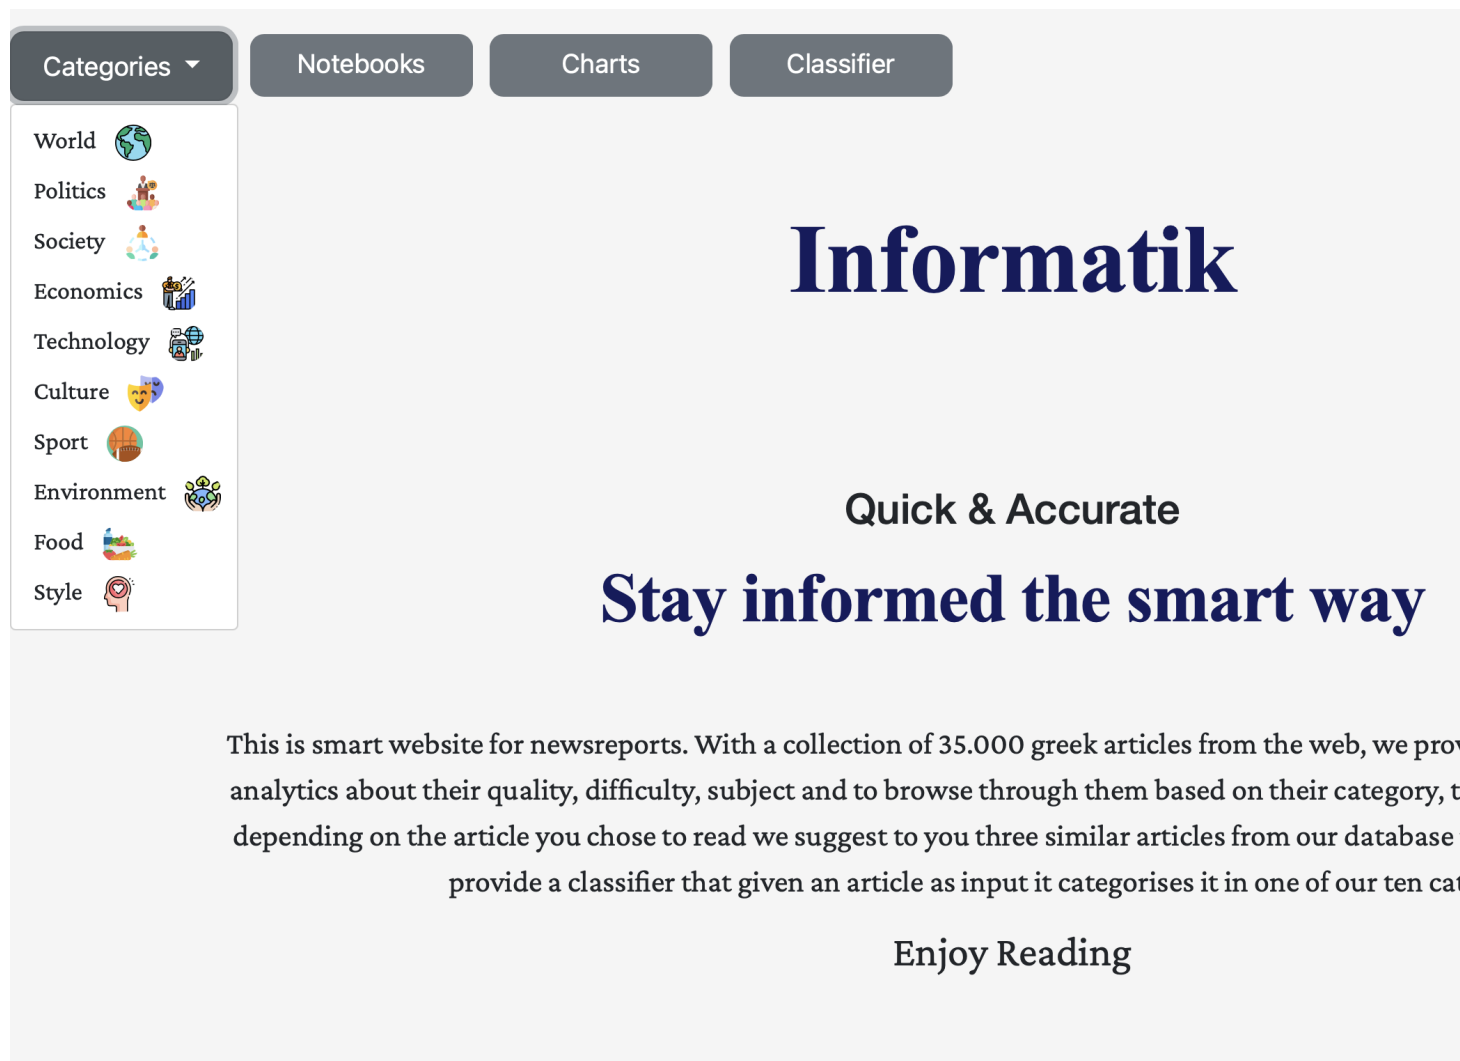 Categories
Notebooks
Charts
Classifier
World
Politics
Society
Economics
Technology
Culture
Sport
Environment
Food
Style
Informatik
Quick & Accurate
Stay informed the smart way
This is smart website for newsreports. With a collection of 35.000 greek articles from the web, we
analytics about their quality, difficulty, subject and to browse through them based on their category,
depending on the article you chose to read we suggest to you three similar articles from our database
provide a classifier that given an article as input it categorises it in one of our ten
Enjoy Reading